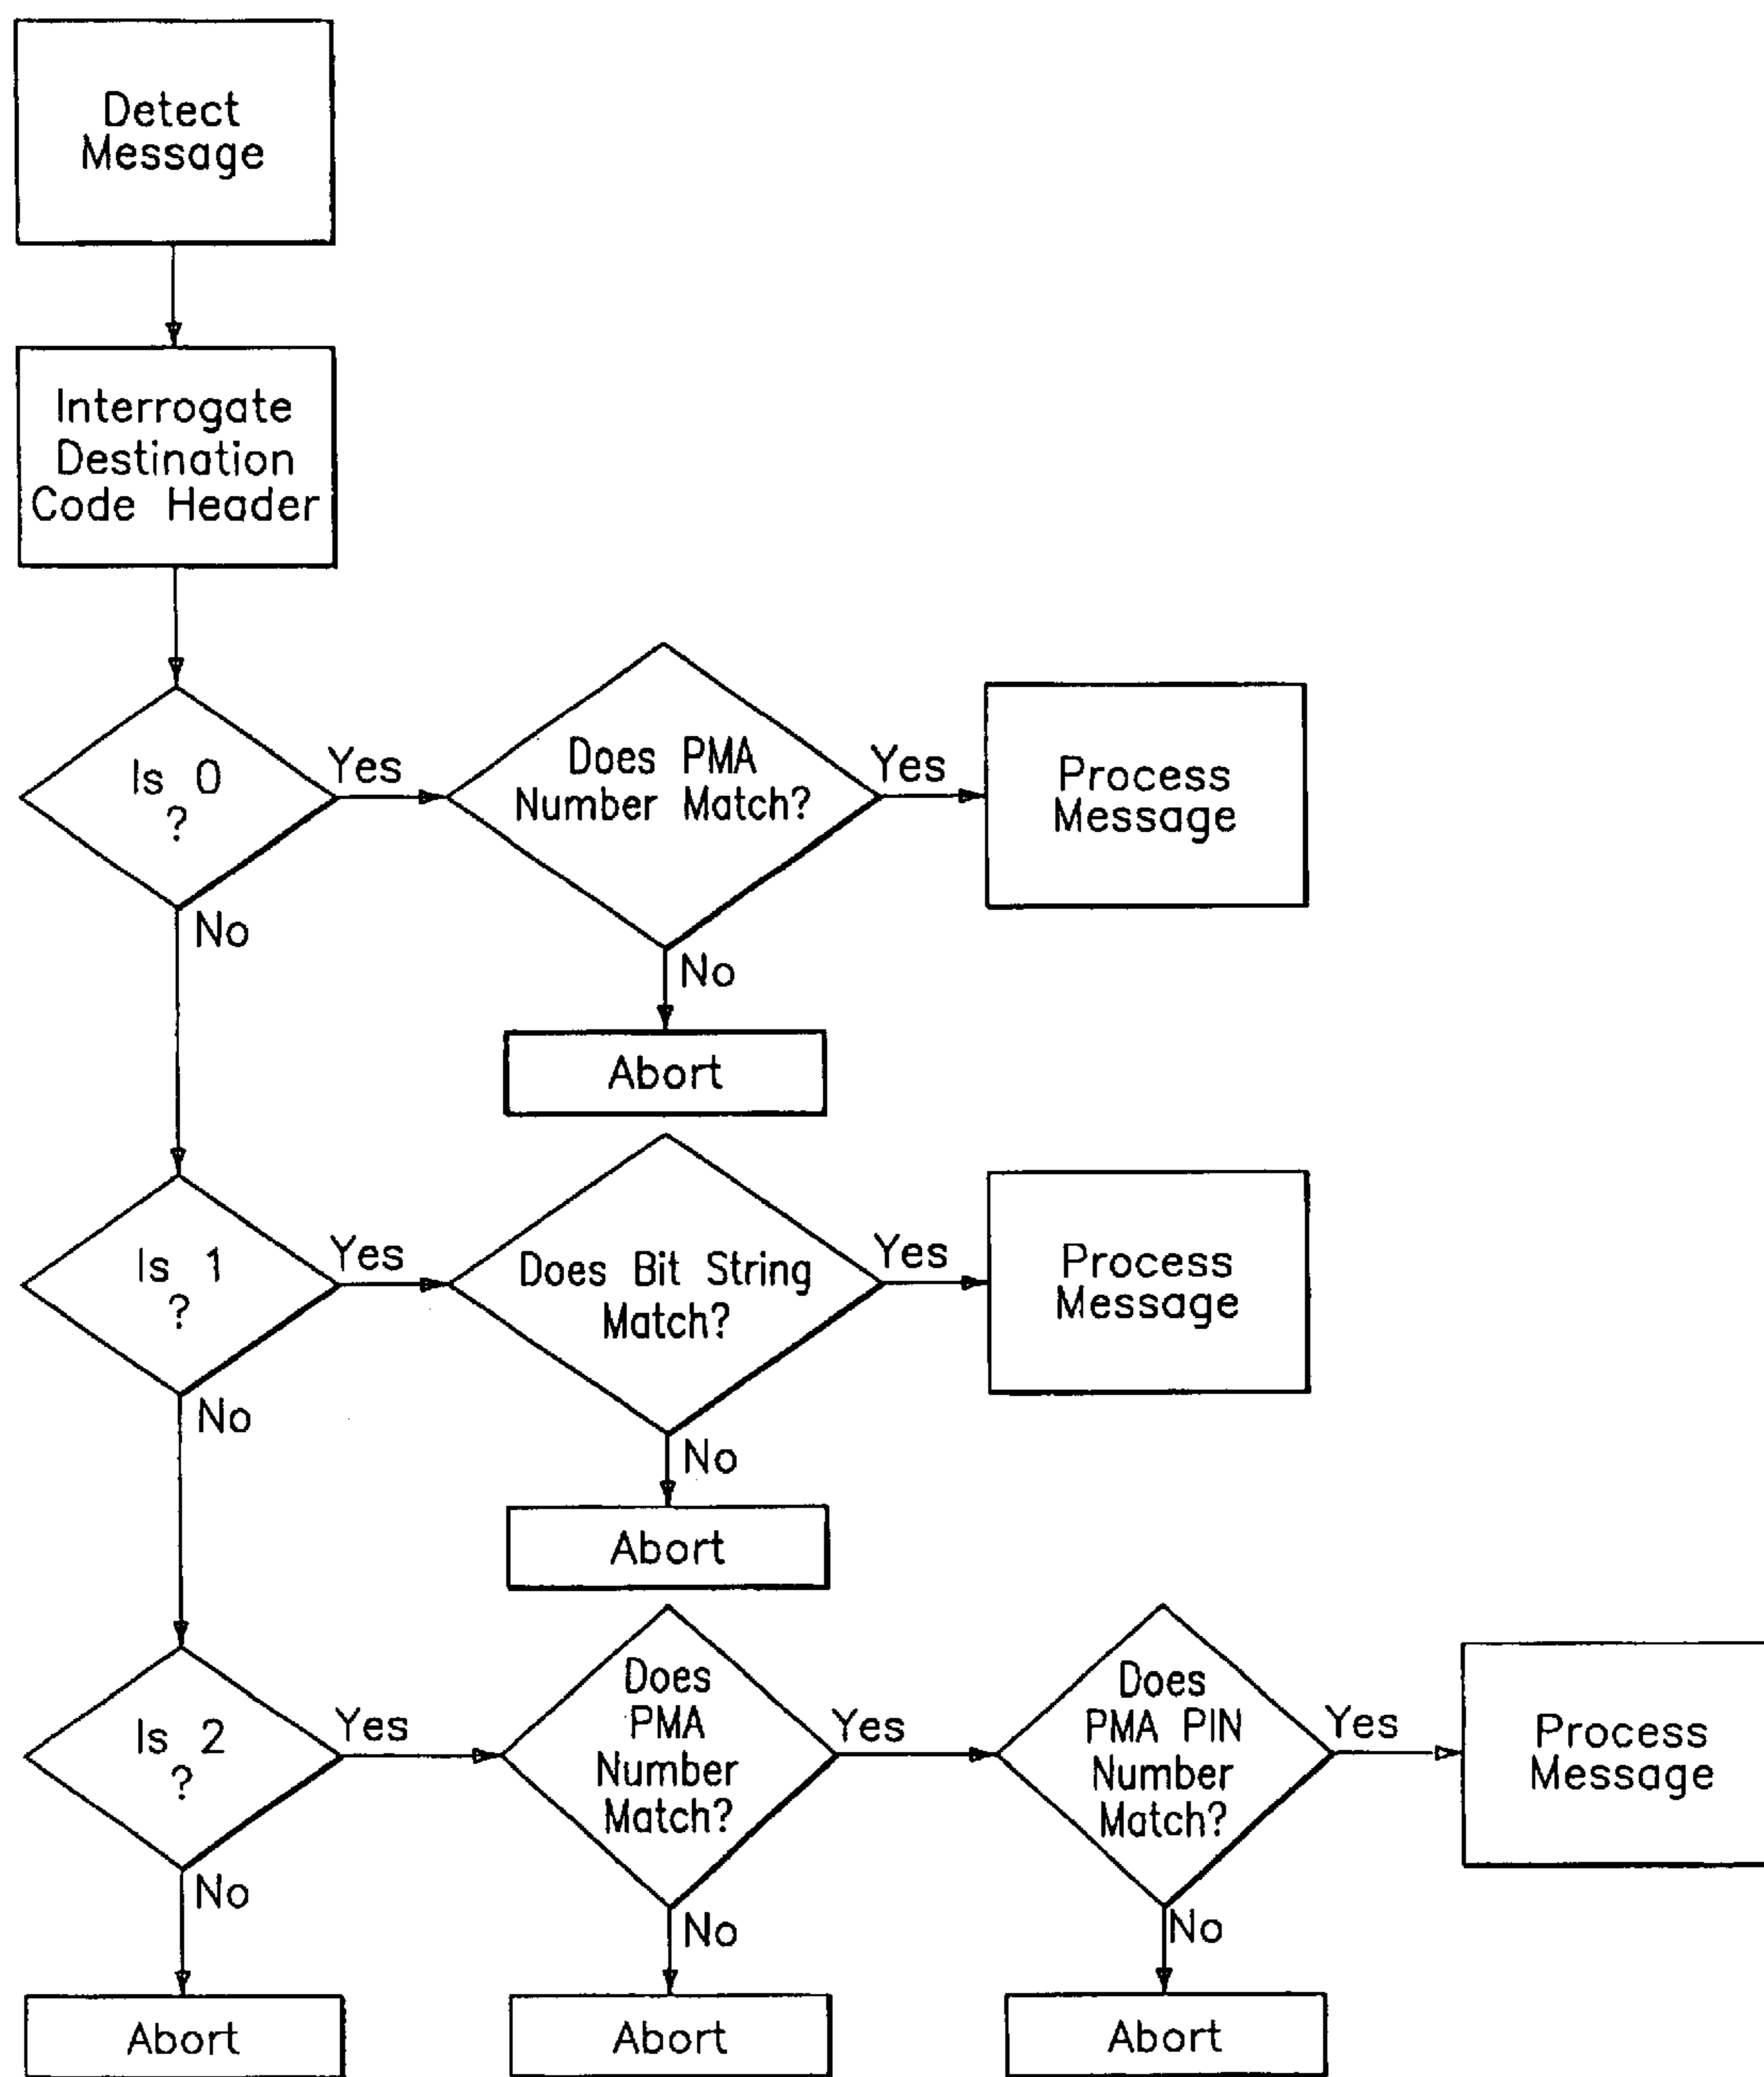 Detect
Message
Interrogate
Destination
Code Header
Is 0
?
Yes
Does PMA
Number Match?
Yes
Process
Message
No
No
Abort
Is 1
?
Yes
Does Bit String
Match?
Yes
Process
Message
No
No
Abort
Is 2
?
Yes
Does
PMA
Number
Match?
Yes
Does
PMA PIN
Number
Match?
Yes
Process
Message
No
No
No
Abort
Abort
Abort